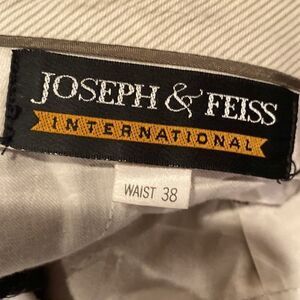 JOSEPH & FEISS
INTERNATIONAL
WAIST 38